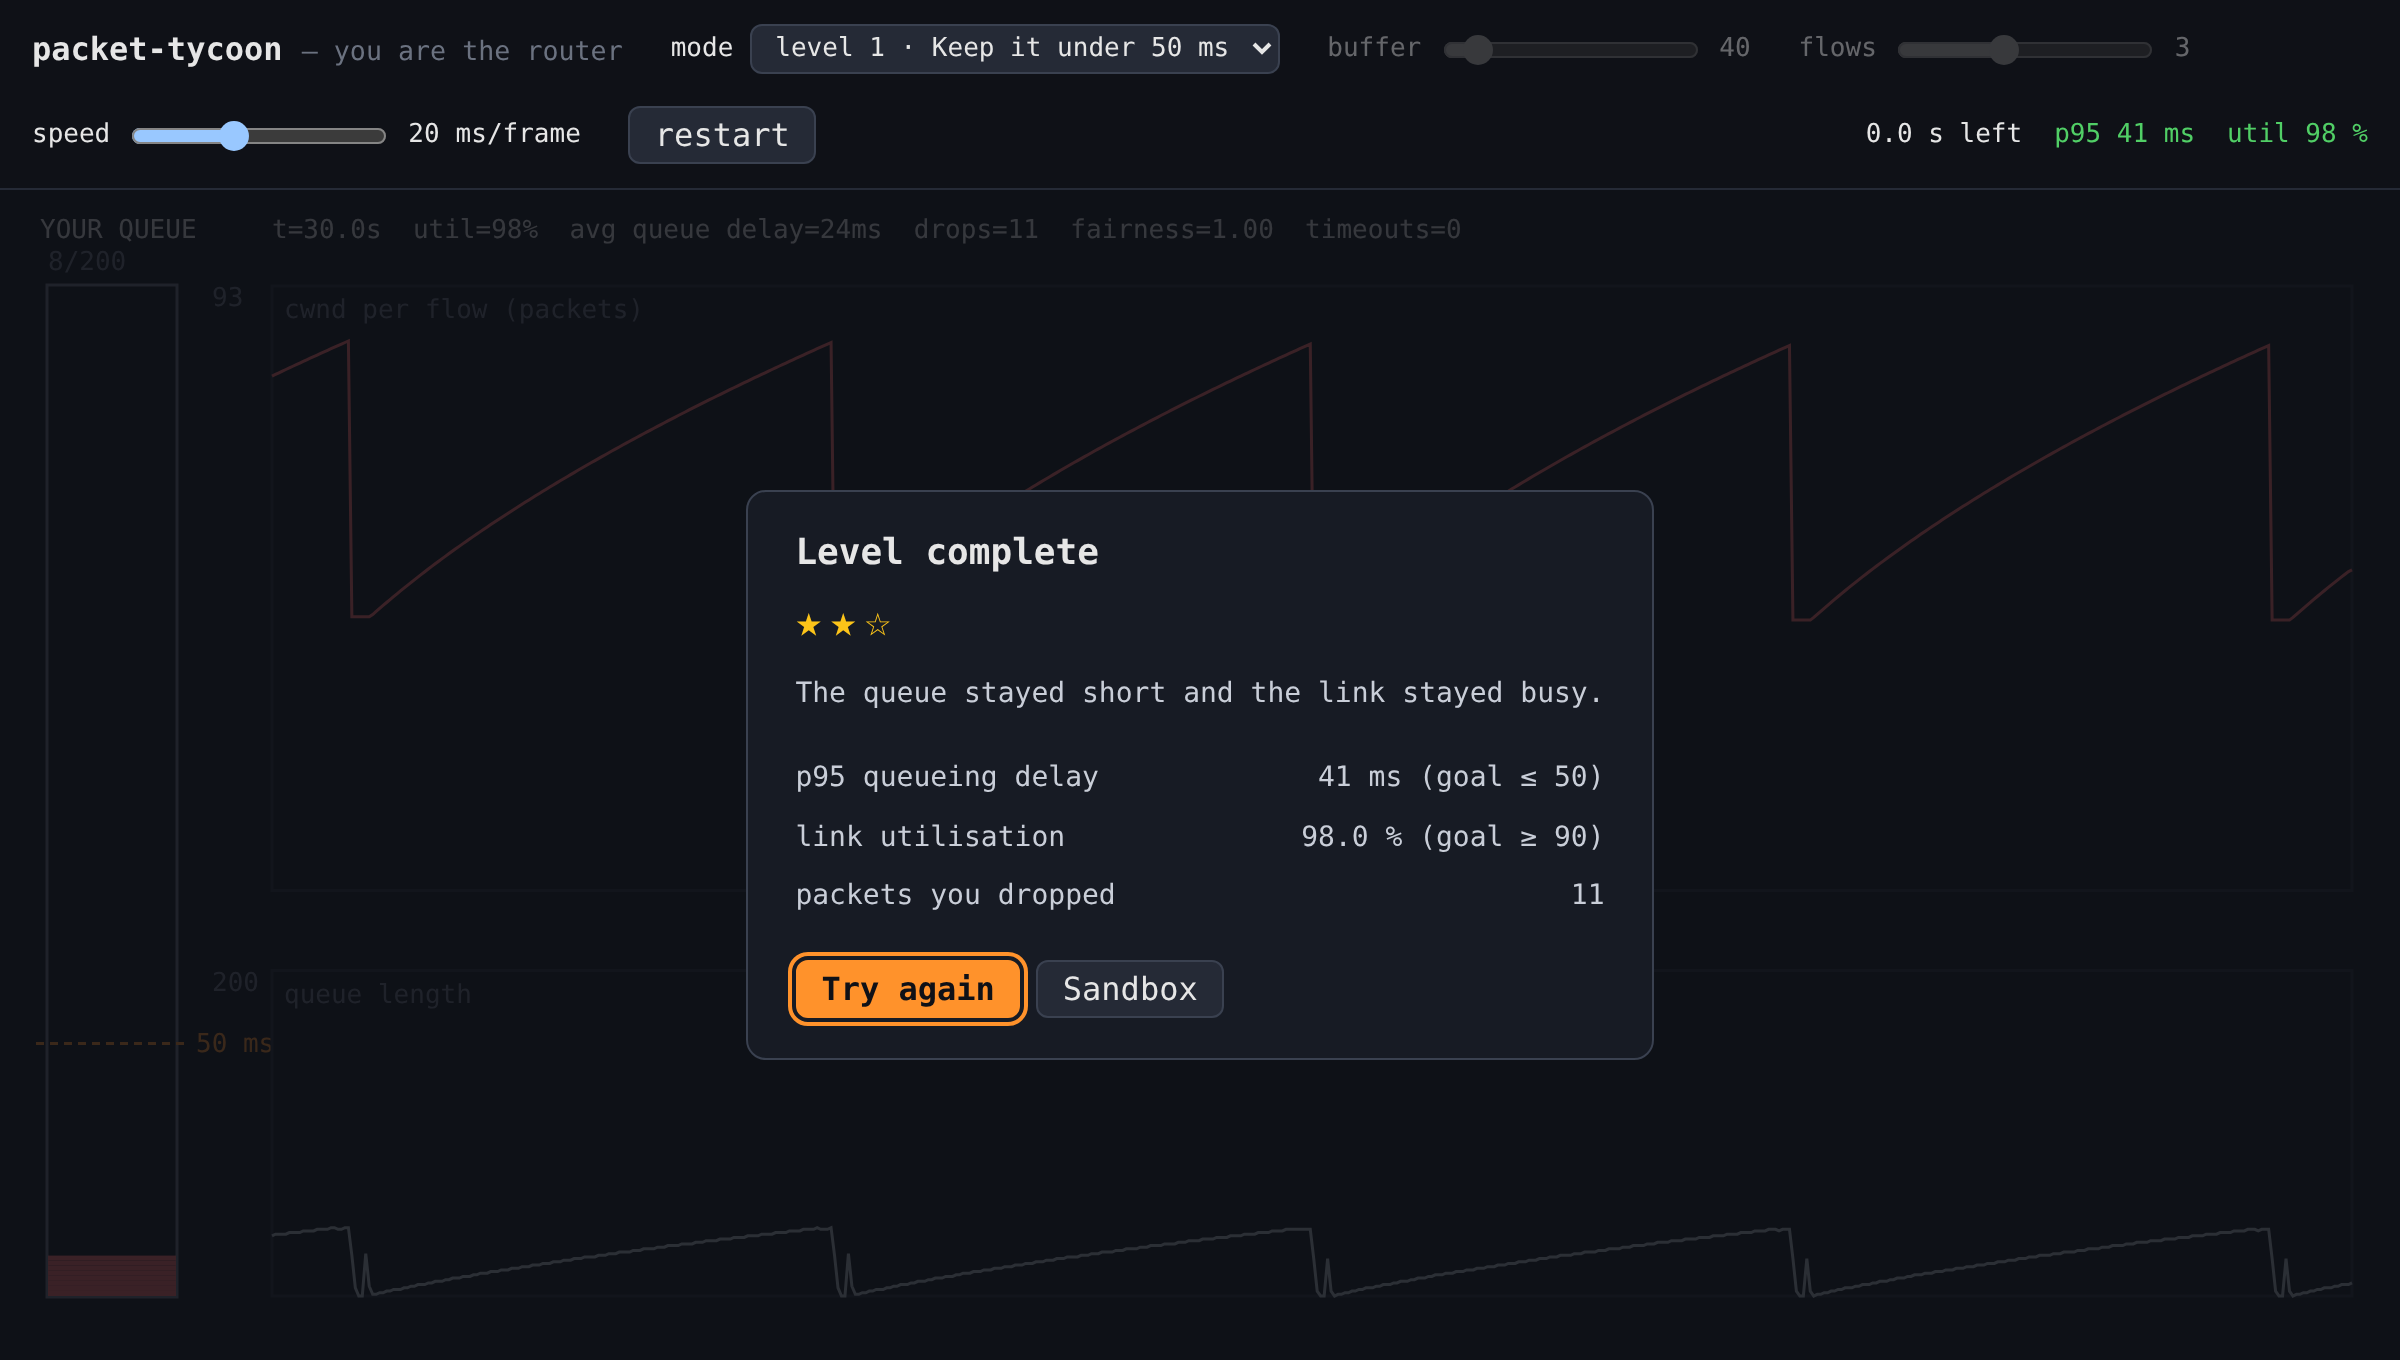 packet-tycoon — you are the router mode level 1 · Keep it under 50 ms buffer 40 flows 3
speed 20 ms/frame restart 0.0 s left p95 41 ms util 98 %
YOUR QUEUE t=30.0s util=98% avg queue delay=24ms drops=11 fairness=1.00 timeouts=0
8/200
93
cwnd per flow (packets)
Level complete
★★☆
The queue stayed short and the link stayed busy.
p95 queueing delay 41 ms (goal ≤ 50)
link utilisation 98.0 % (goal ≥ 90)
packets you dropped 11
Try again Sandbox
200
queue length
50 ms